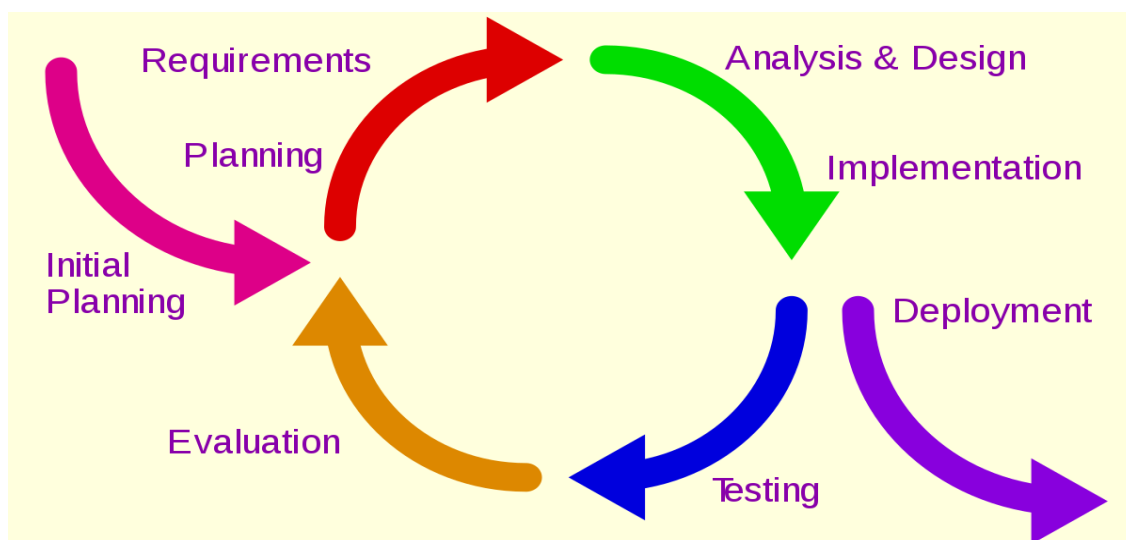 Requirements
Analysis & Design
Planning
Implementation
Initial
Planning
Deployment
Evaluation
Testing